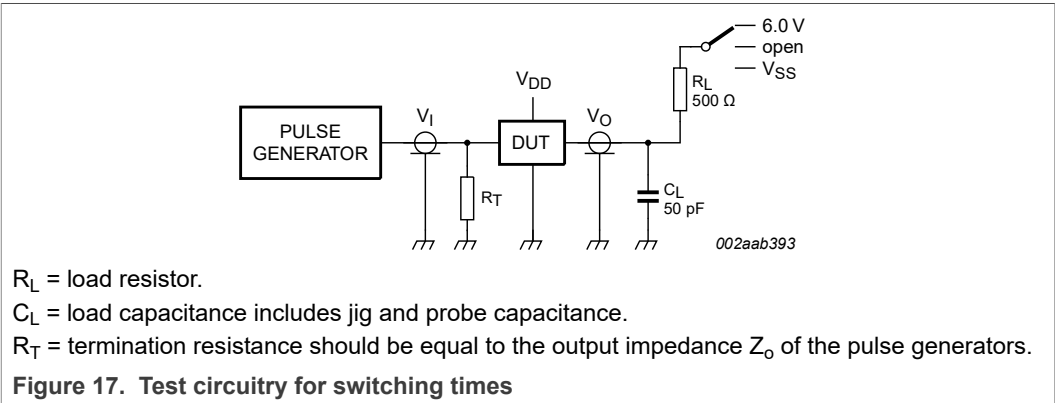 6.0 V
open
VSS
RL
500 Ω
VDD
VI
VO
PULSE
GENERATOR
DUT
RT
CL
50 pF
002aab393
RL = load resistor.
CL = load capacitance includes jig and probe capacitance.
RT = termination resistance should be equal to the output impedance Zo of the pulse generators.
Figure 17. Test circuitry for switching times